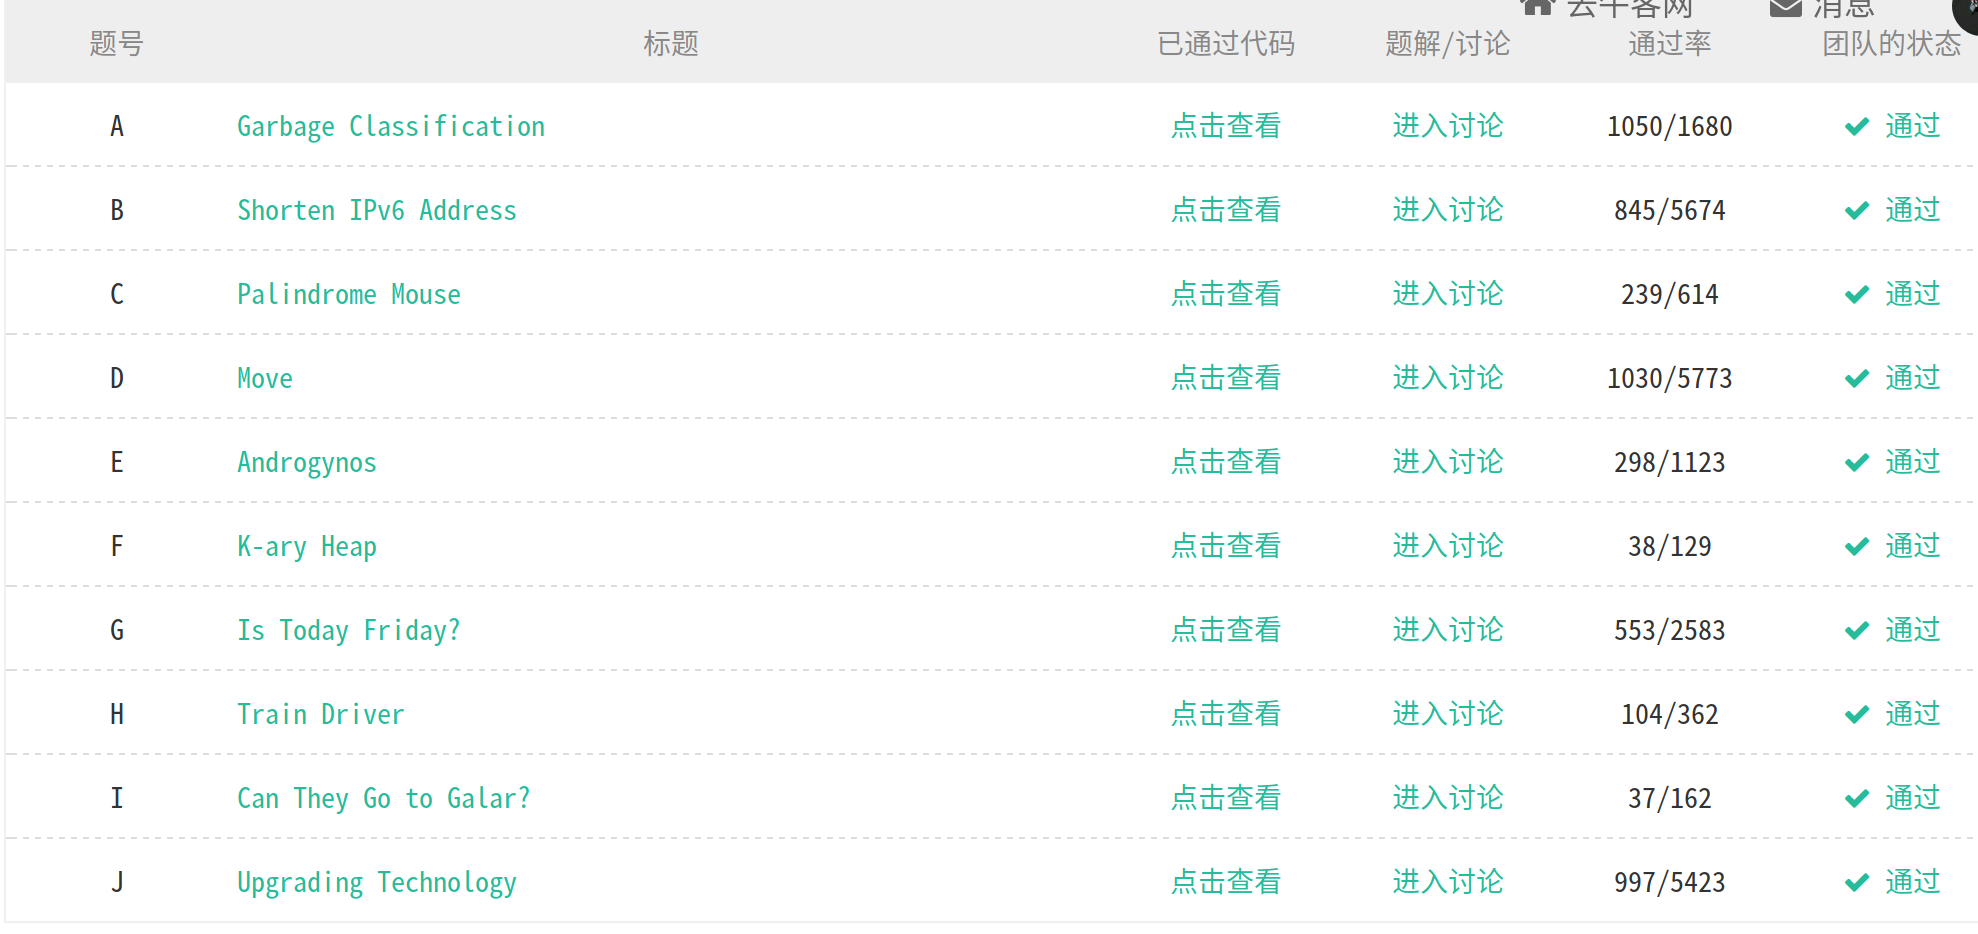 去牛客网 消息
题号 标题 已通过代码 题解/讨论 通过率 团队的状态
A Garbage Classification 点击查看 进入讨论 1050/1680 通过
B Shorten IPv6 Address 点击查看 进入讨论 845/5674 通过
C Palindrome Mouse 点击查看 进入讨论 239/614 通过
D Move 点击查看 进入讨论 1030/5773 通过
E Androgynos 点击查看 进入讨论 298/1123 通过
F K-ary Heap 点击查看 进入讨论 38/129 通过
G Is Today Friday? 点击查看 进入讨论 553/2583 通过
H Train Driver 点击查看 进入讨论 104/362 通过
I Can They Go to Galar? 点击查看 进入讨论 37/162 通过
J Upgrading Technology 点击查看 进入讨论 997/5423 通过